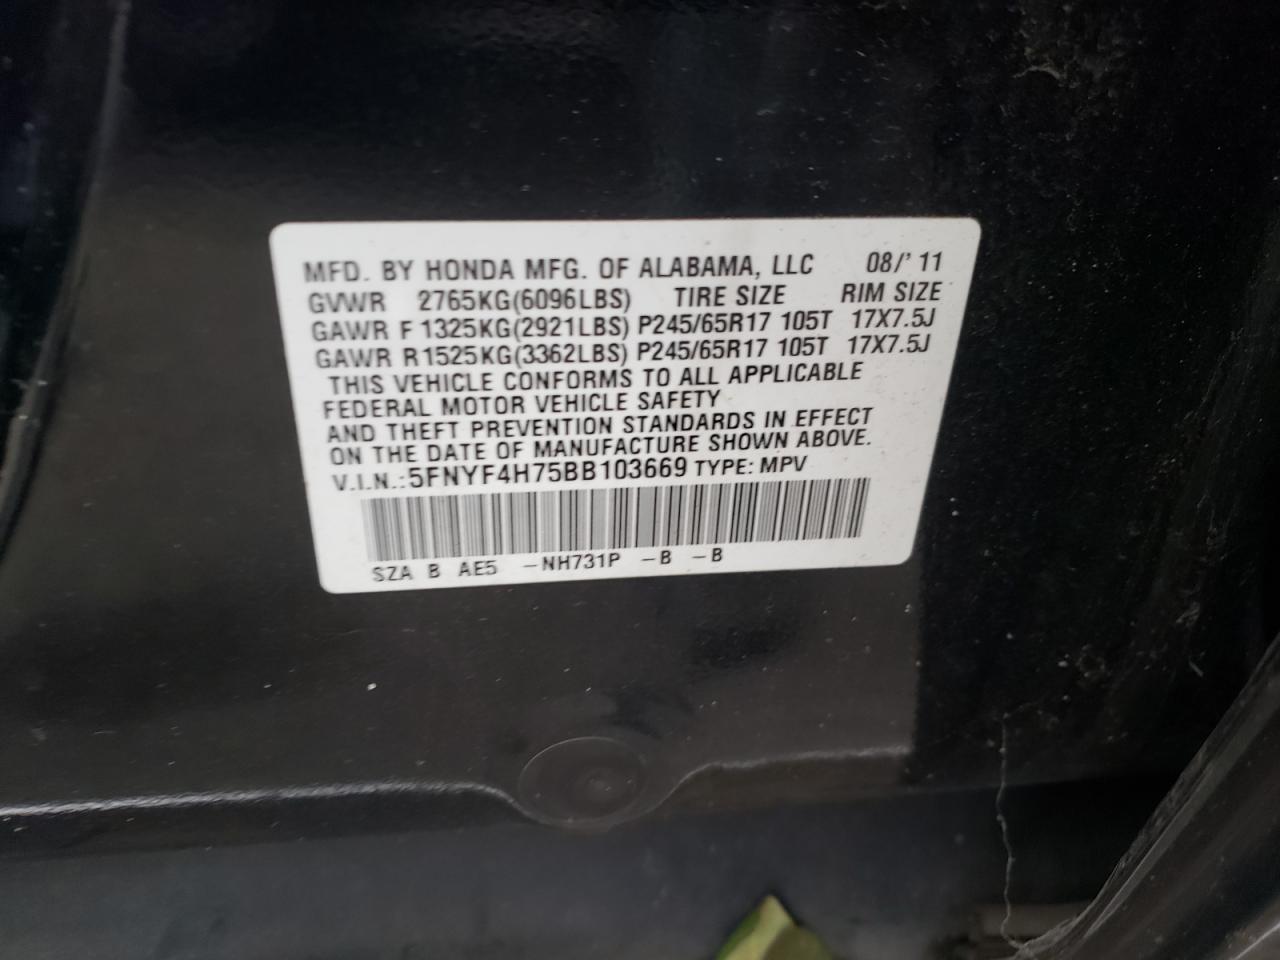 MFD. BY HONDA MFG. OF ALABAMA, LLC 08/'11
GVWR 2765KG(6096LBS) TIRE SIZE RIM SIZE
GAWR F 1325KG(2921LBS) P245/65R17 105T 17X7.5J
GAWR R1525KG(3362LBS) P245/65R17 105T 17X7.5J
THIS VEHICLE CONFORMS TO ALL APPLICABLE
FEDERAL MOTOR VEHICLE SAFETY
AND THEFT PREVENTION STANDARDS IN EFFECT
ON THE DATE OF MANUFACTURE SHOWN ABOVE.
V.I.N.:5FNYF4H75BB103669 TYPE: MPV
SZA B AE5 -NH731P -B -B